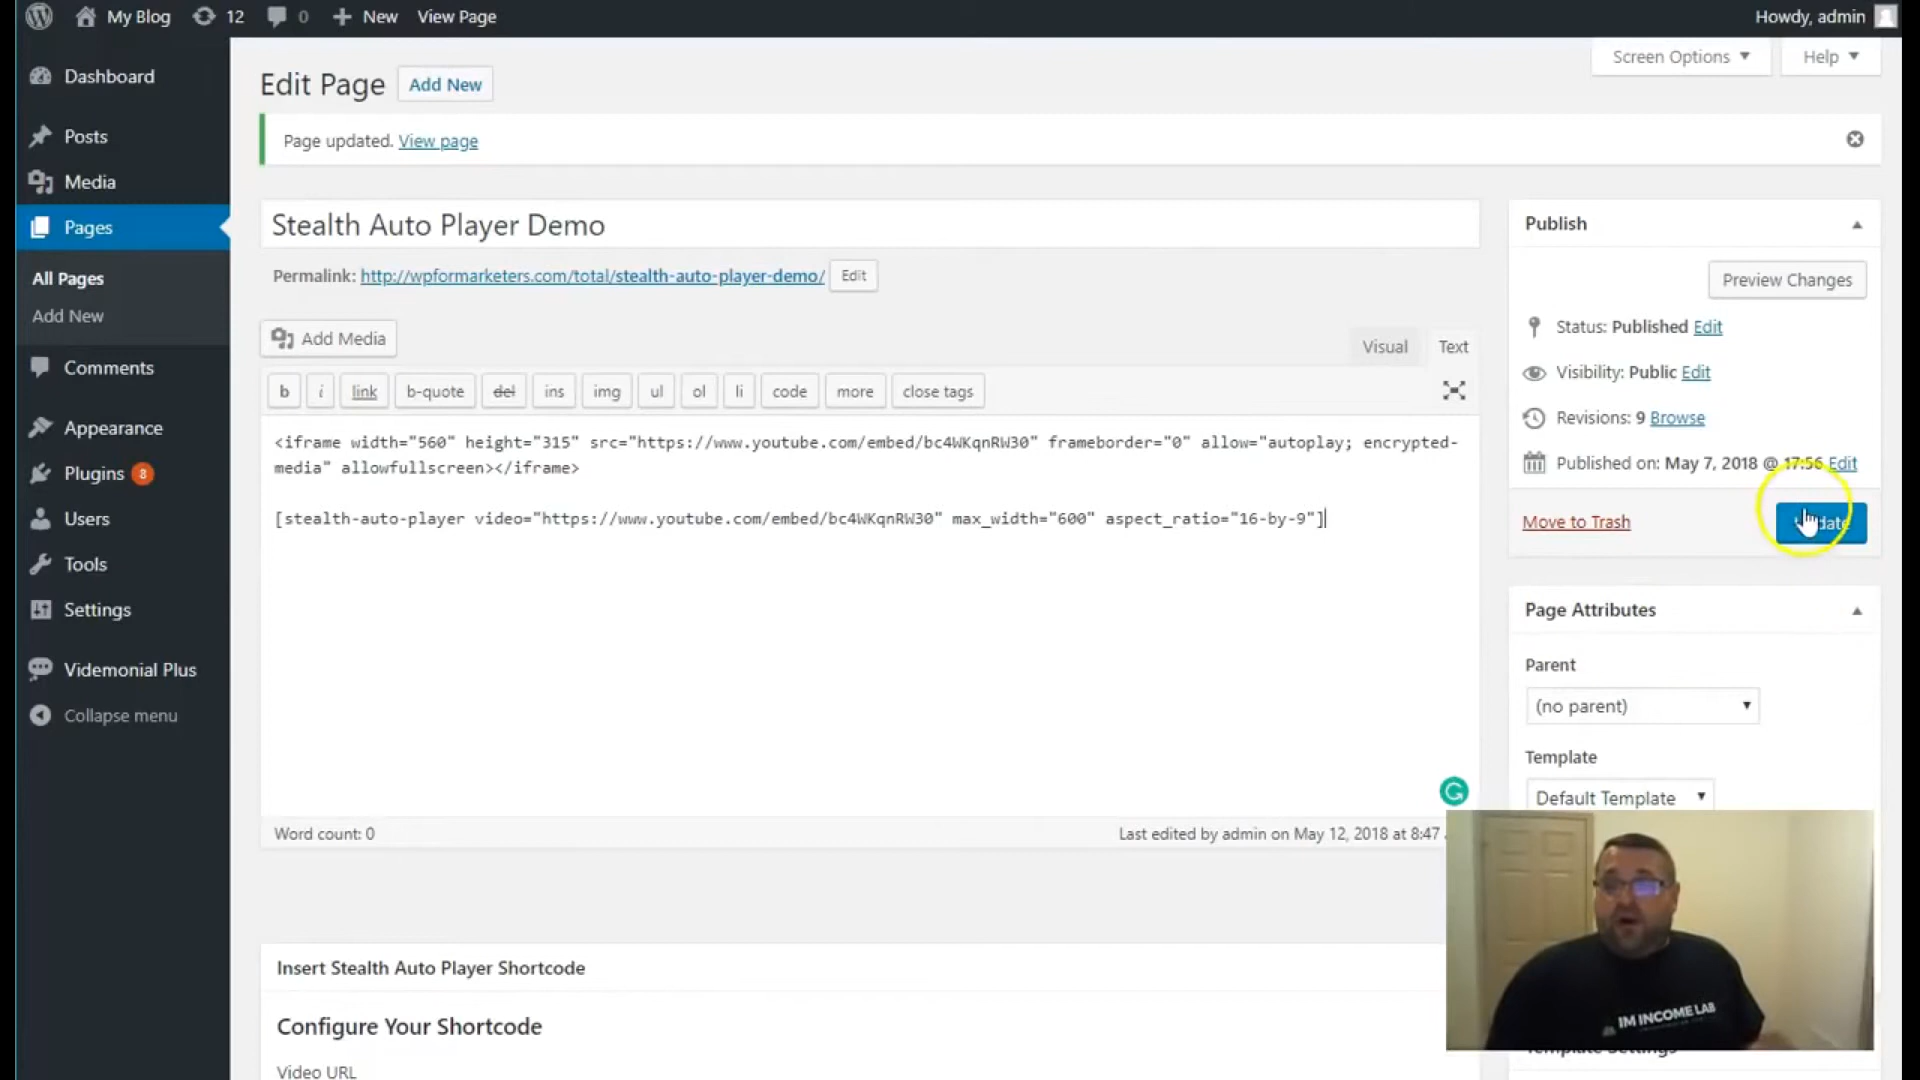 My Blog 12 0 New View Page Howdy, admin
Dashboard
Posts
Media
Pages
All Pages
Add New
Comments
Appearance
Plugins 8
Users
Tools
Settings
Videmonial Plus
Collapse menu
Screen Options Help
Edit Page Add New
Page updated. View page
Stealth Auto Player Demo
Permalink: http://wpformarketers.com/total/stealth-auto-player-demo/ Edit
Add Media
Visual Text
b i link b-quote del ins img ul ol li code more close tags
<iframe width="560" height="315" src="https://www.youtube.com/embed/bc4WKqnRW30" frameborder="0" allow="autoplay; encrypted-
media" allowfullscreen></iframe>
[stealth-auto-player video="https://www.youtube.com/embed/bc4WKqnRW30" max_width="600" aspect_ratio="16-by-9"]
Word count: 0 Last edited by admin on May 12, 2018 at 8:47
Insert Stealth Auto Player Shortcode
Configure Your Shortcode
Video URL
Publish
Preview Changes
Status: Published Edit
Visibility: Public Edit
Revisions: 9 Browse
Published on: May 7, 2018 @ 17:56 Edit
Move to Trash
Page Attributes
Parent
(no parent)
Template
Default Template
IM INCOME LAB